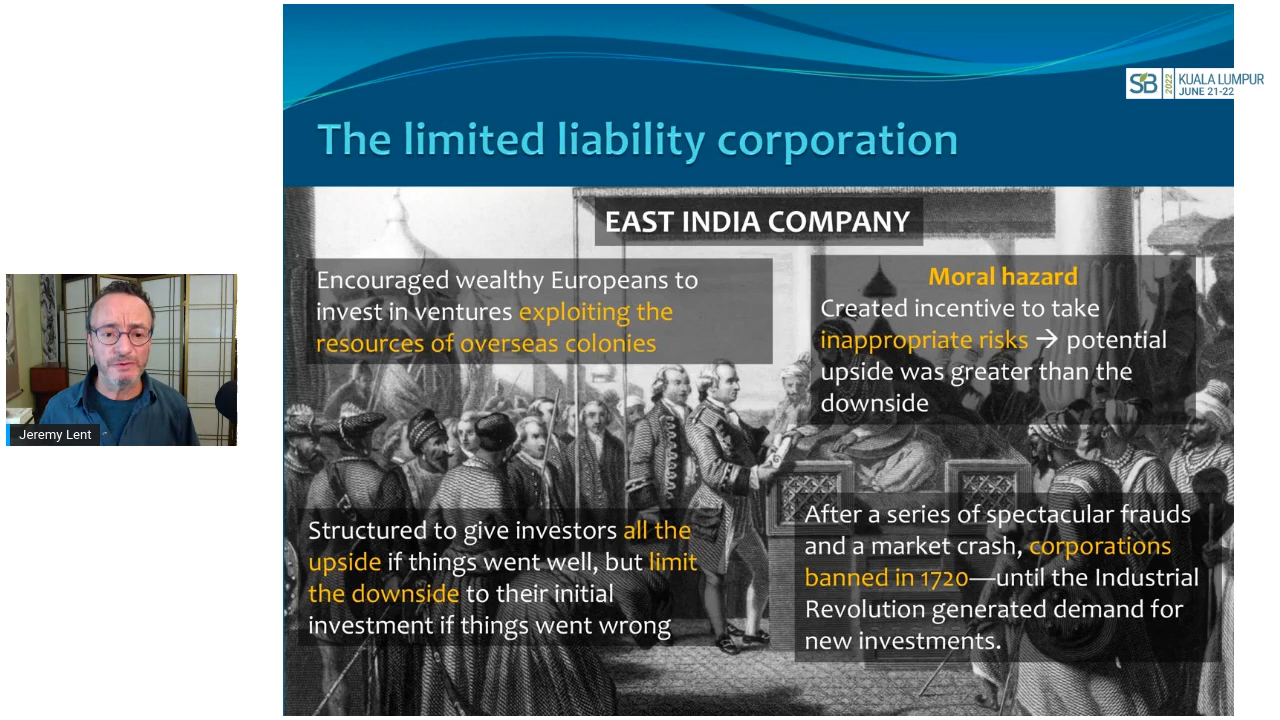 SB
2022
KUALA LUMPUR
JUNE 21-22
The limited liability corporation
EAST INDIA COMPANY
Encouraged wealthy Europeans to
invest in ventures exploiting the
resources of overseas colonies
Moral hazard
Created incentive to take
inappropriate risks → potential
upside was greater than the
downside
Structured to give investors all the
upside if things went well, but limit
the downside to their initial
investment if things went wrong
After a series of spectacular frauds
and a market crash, corporations
banned in 1720—until the Industrial
Revolution generated demand for
new investments.
Jeremy Lent